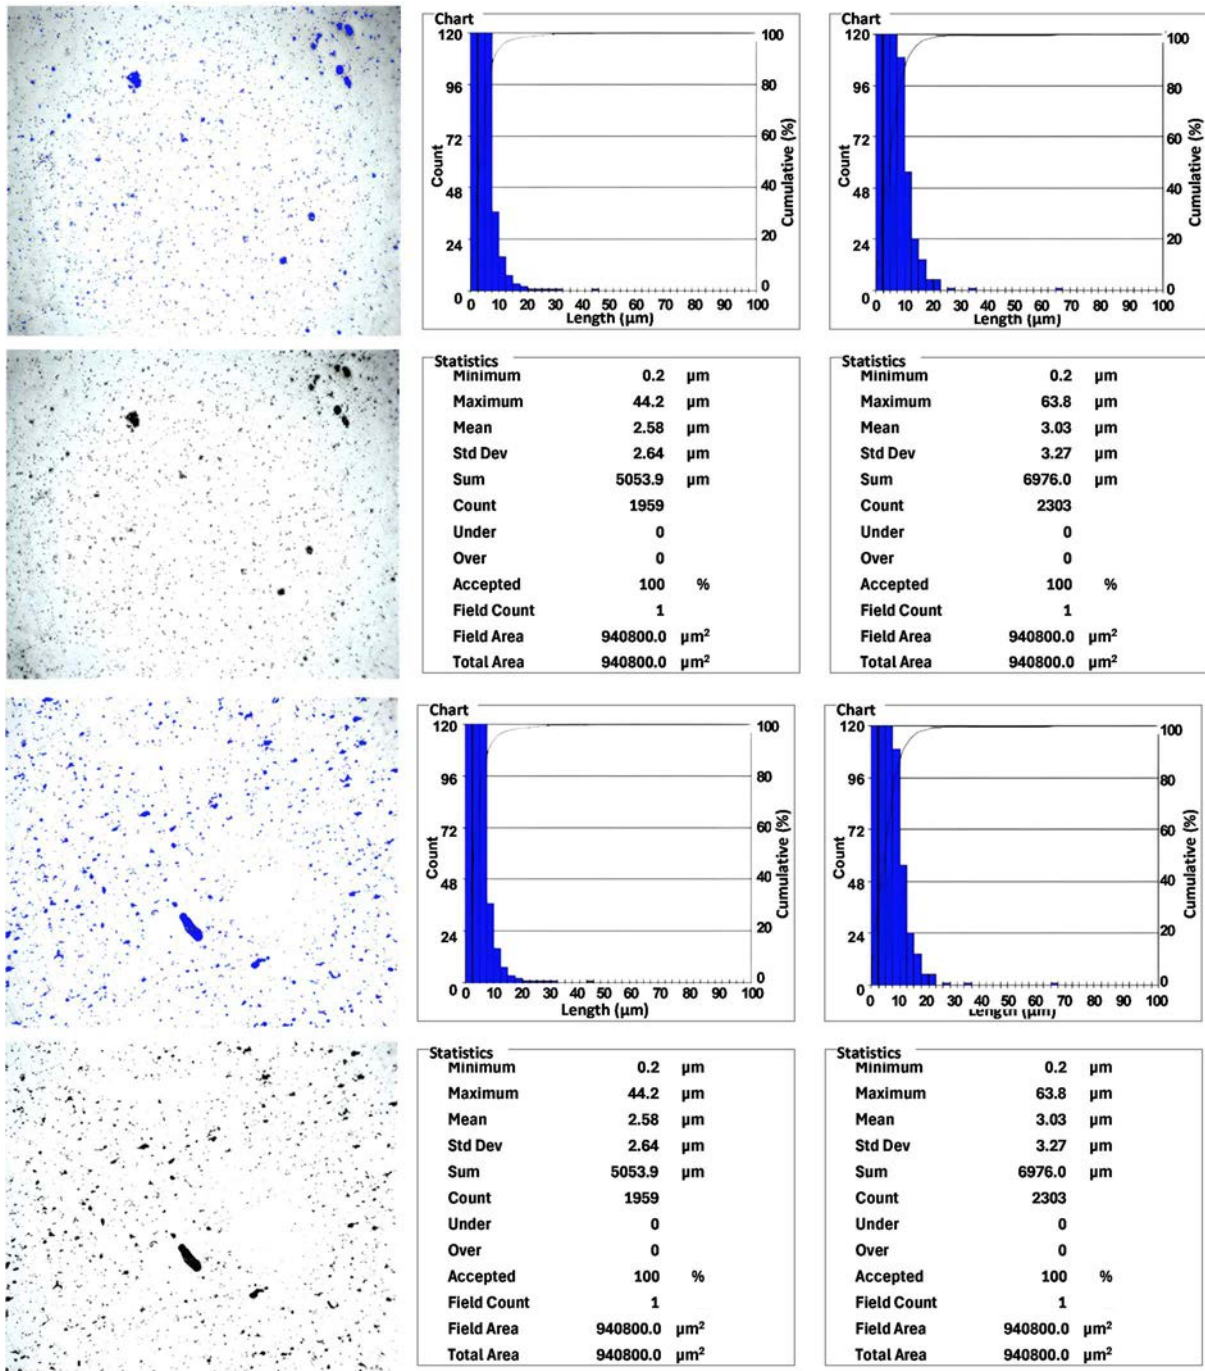 Chart
120
96
72
48
24
0
Count
100
80
60
40
20
0
Cumulative (%)
0 10 20 30 40 50 60 70 80 90 100
Length (µm)
Chart
120
96
72
48
24
0
Count
100
80
60
40
20
0
Cumulative (%)
0 10 20 30 40 50 60 70 80 90 100
Length (µm)
Statistics
Minimum 0.2 µm
Maximum 44.2 µm
Mean 2.58 µm
Std Dev 2.64 µm
Sum 5053.9 µm
Count 1959
Under 0
Over 0
Accepted 100 %
Field Count 1
Field Area 940800.0 µm²
Total Area 940800.0 µm²
Statistics
Minimum 0.2 µm
Maximum 63.8 µm
Mean 3.03 µm
Std Dev 3.27 µm
Sum 6976.0 µm
Count 2303
Under 0
Over 0
Accepted 100 %
Field Count 1
Field Area 940800.0 µm²
Total Area 940800.0 µm²
Chart
120
96
72
48
24
0
Count
100
80
60
40
20
0
Cumulative (%)
0 10 20 30 40 50 60 70 80 90 100
Length (µm)
Chart
120
96
72
48
24
0
Count
100
80
60
40
20
0
Cumulative (%)
0 10 20 30 40 50 60 70 80 90 100
Length (µm)
Statistics
Minimum 0.2 µm
Maximum 44.2 µm
Mean 2.58 µm
Std Dev 2.64 µm
Sum 5053.9 µm
Count 1959
Under 0
Over 0
Accepted 100 %
Field Count 1
Field Area 940800.0 µm²
Total Area 940800.0 µm²
Statistics
Minimum 0.2 µm
Maximum 63.8 µm
Mean 3.03 µm
Std Dev 3.27 µm
Sum 6976.0 µm
Count 2303
Under 0
Over 0
Accepted 100 %
Field Count 1
Field Area 940800.0 µm²
Total Area 940800.0 µm²